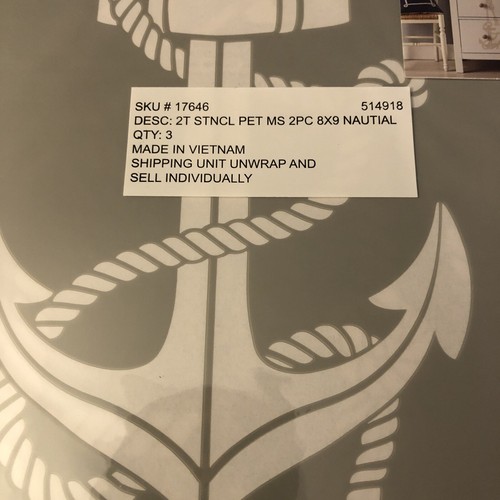 SKU # 17646 514918
DESC: 2T STNCL PET MS 2PC 8X9 NAUTIAL
QTY: 3
MADE IN VIETNAM
SHIPPING UNIT UNWRAP AND
SELL INDIVIDUALLY